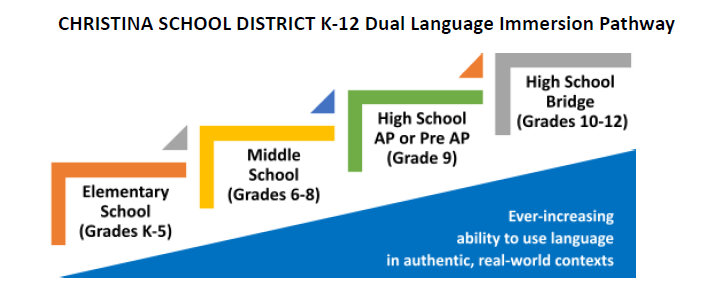 CHRISTINA SCHOOL DISTRICT K-12 Dual Language Immersion Pathway
Elementary
School
(Grades K-5)
Middle
School
(Grades 6-8)
High School
AP or Pre AP
(Grade 9)
High School
Bridge
(Grades 10-12)
Ever-increasing
ability to use language
in authentic, real-world contexts